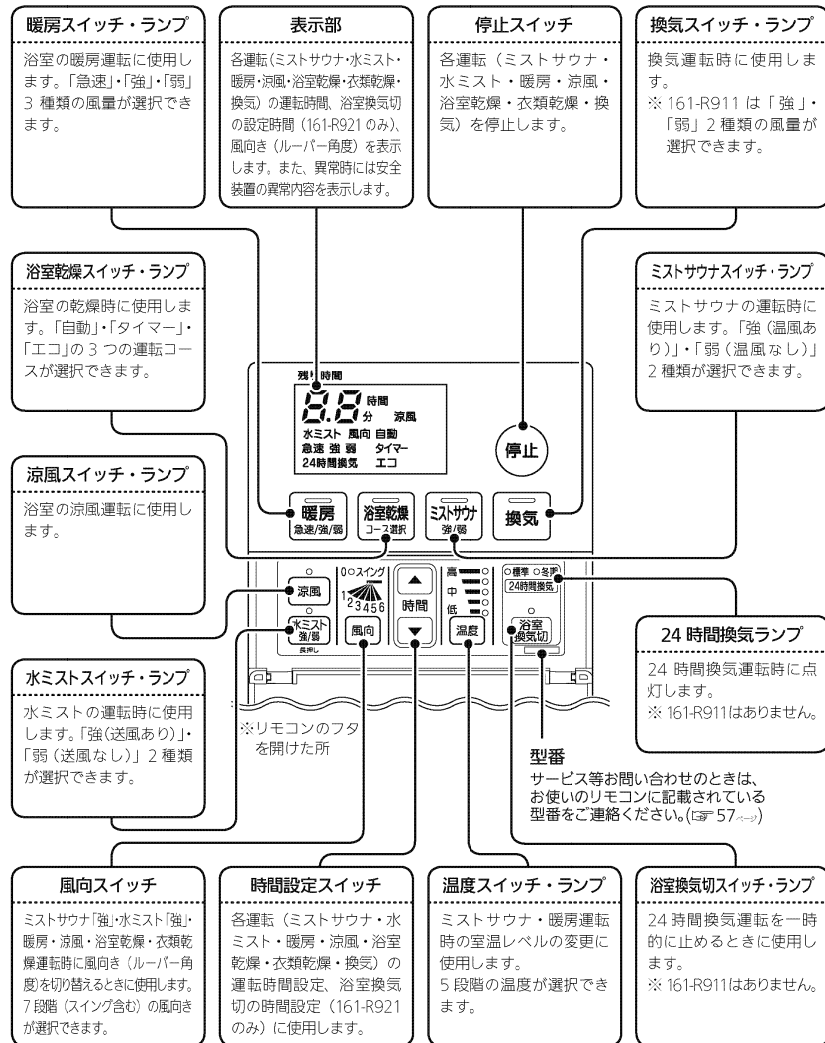 暖房スイッチ・ランプ
浴室の暖房運転に使用し
ます。「急速」・「強」・「弱」
3 種類の風量が選択でき
ます。
表示部
各運転(ミストサウナ・水ミスト・
暖房・涼風・浴室乾燥・衣類乾燥・
換気)の運転時間、浴室換気切
の設定時間(161-R921 のみ)、
風向き(ルーバー角度)を表示
します。また、異常時には安全
装置の異常内容を表示します。
停止スイッチ
各運転(ミストサウナ・
水ミスト・暖房・涼風・
浴室乾燥・衣類乾燥・換
気)を停止します。
換気スイッチ・ランプ
換気運転時に使用しま
す。
※ 161-R911 は「強」・
「弱」2 種類の風量が
選択できます。
浴室乾燥スイッチ・ランプ
浴室の乾燥時に使用しま
す。「自動」・「タイマー」・
「エコ」の 3 つの運転コー
スが選択できます。
ミストサウナスイッチ・ランプ
ミストサウナの運転時に
使用します。「強(温風あ
り)」・「弱(温風なし)」
2 種類が選択できます。
残り時間
8.8 時間
分 涼風
水ミスト 風向 自動
急速 強 弱 タイマー
24時間換気 エコ
停止
暖房
急速/強/弱
浴室乾燥
コース選択
ミストサウナ
強/弱
換気
涼風スイッチ・ランプ
浴室の涼風運転に使用し
ます。
涼風
水ミスト
強/弱
長押し
0○スイング
1 2 3 4 5 6
風向
▲
時間
▼
高
中
低
温度
○標準 ○冬季
24時間換気
浴室
換気切
24 時間換気ランプ
24 時間換気運転時に点
灯します。
※ 161-R911はありません。
水ミストスイッチ・ランプ
水ミストの運転時に使用
します。「強(送風あり)」・
「弱(送風なし)」2 種類
が選択できます。
※リモコンのフタ
を開けた所
型番
サービス等お問い合わせのときは、
お使いのリモコンに記載されている
型番をご連絡ください。(☞ 57ページ)
風向スイッチ
ミストサウナ「強」・水ミスト「強」・
暖房・涼風・浴室乾燥・衣類乾
燥運転時に風向き(ルーバー角
度)を切り替えるときに使用します。
7 段階(スイング含む)の風向き
が選択できます。
時間設定スイッチ
各運転(ミストサウナ・水
ミスト・暖房・涼風・浴室
乾燥・衣類乾燥・換気)の
運転時間設定、浴室換気
切の時間設定(161-R921
のみ)に使用します。
温度スイッチ・ランプ
ミストサウナ・暖房運転
時の室温レベルの変更に
使用します。
5 段階の温度が選択でき
ます。
浴室換気切スイッチ・ランプ
24 時間換気運転を一時
的に止めるときに使用し
ます。
※ 161-R911はありません。